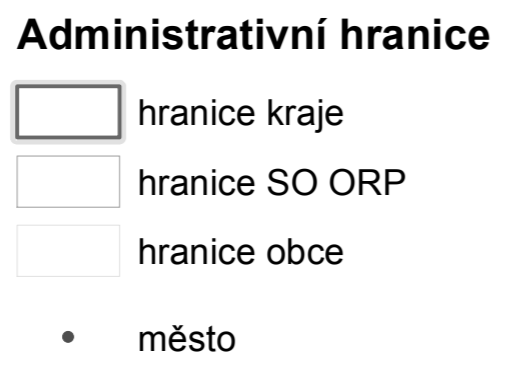 Administrativní hranice
hranice kraje
hranice SO ORP
hranice obce
město